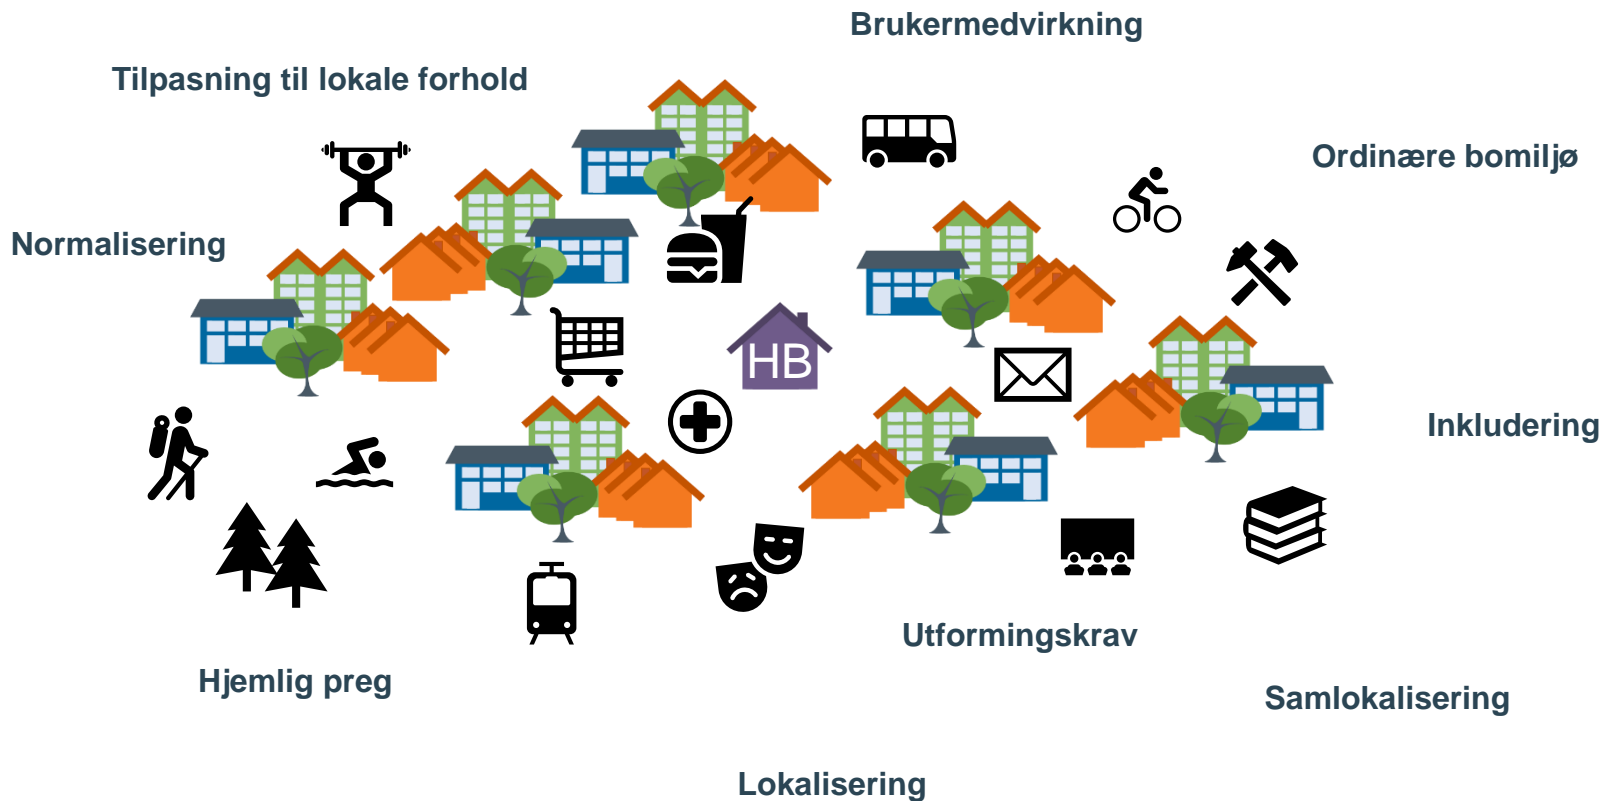 Brukermedvirkning
Tilpasning til lokale forhold
Ordinære bomiljø
Normalisering
HB
Inkludering
Utformingskrav
Hjemlig preg
Samlokalisering
Lokalisering